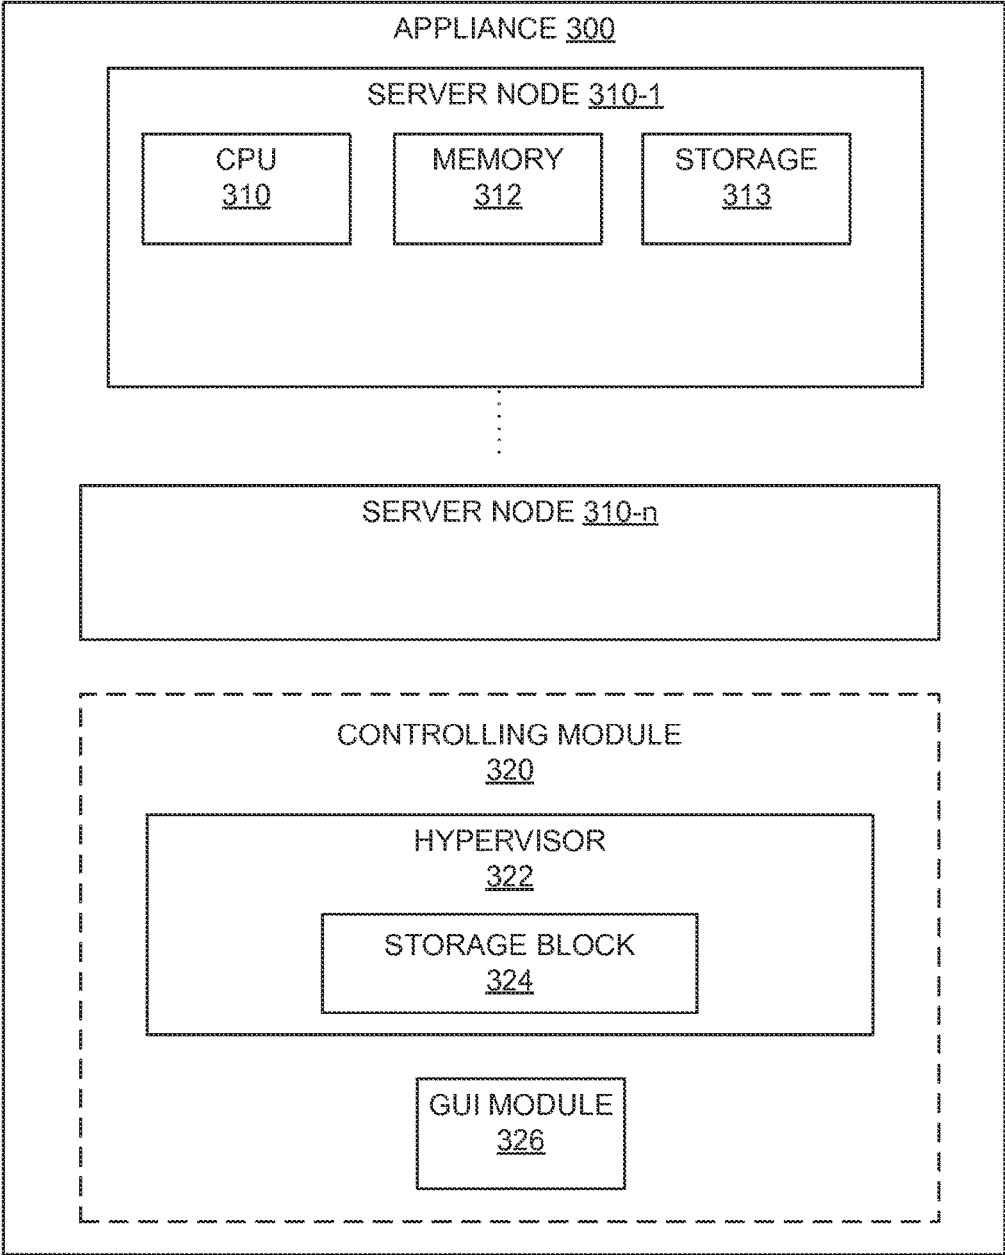 APPLIANCE 300
SERVER NODE 310-1
CPU
310
MEMORY
312
STORAGE
313
SERVER NODE 310-n
CONTROLLING MODULE
320
HYPERVISOR
322
STORAGE BLOCK
324
GUI MODULE
326